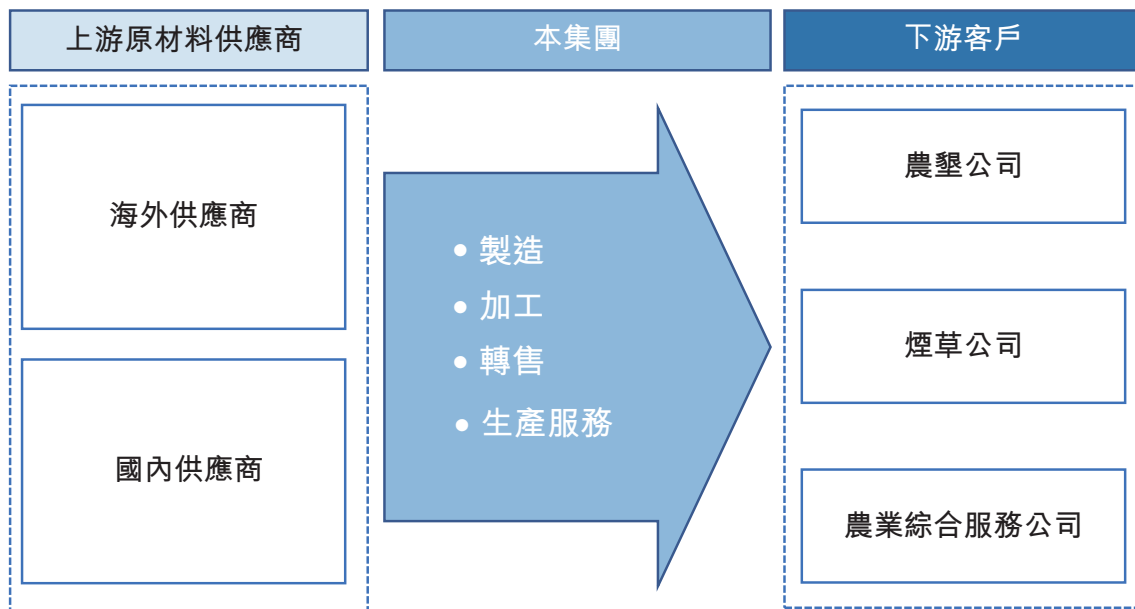 上游原材料供應商
本集團
下游客戶
海外供應商
國內供應商
• 製造
• 加工
• 轉售
• 生產服務
農墾公司
煙草公司
農業綜合服務公司